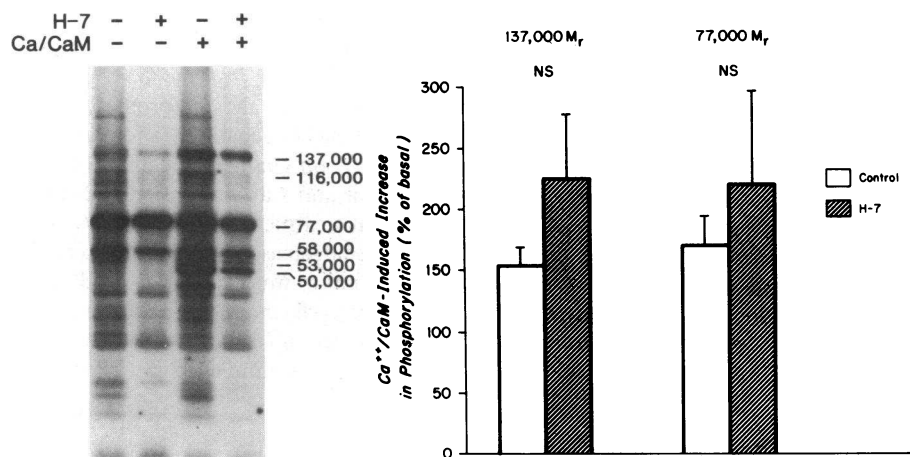 H-7 - + - +
Ca/CaM - - + +
137,000
116,000
77,000
58,000
53,000
50,000
137,000 Mr 77,000 Mr
NS NS
300
250
200
150
100
50
0
Ca++/CaM-Induced Increase
in Phosphorylation (% of basal)
Control
H-7